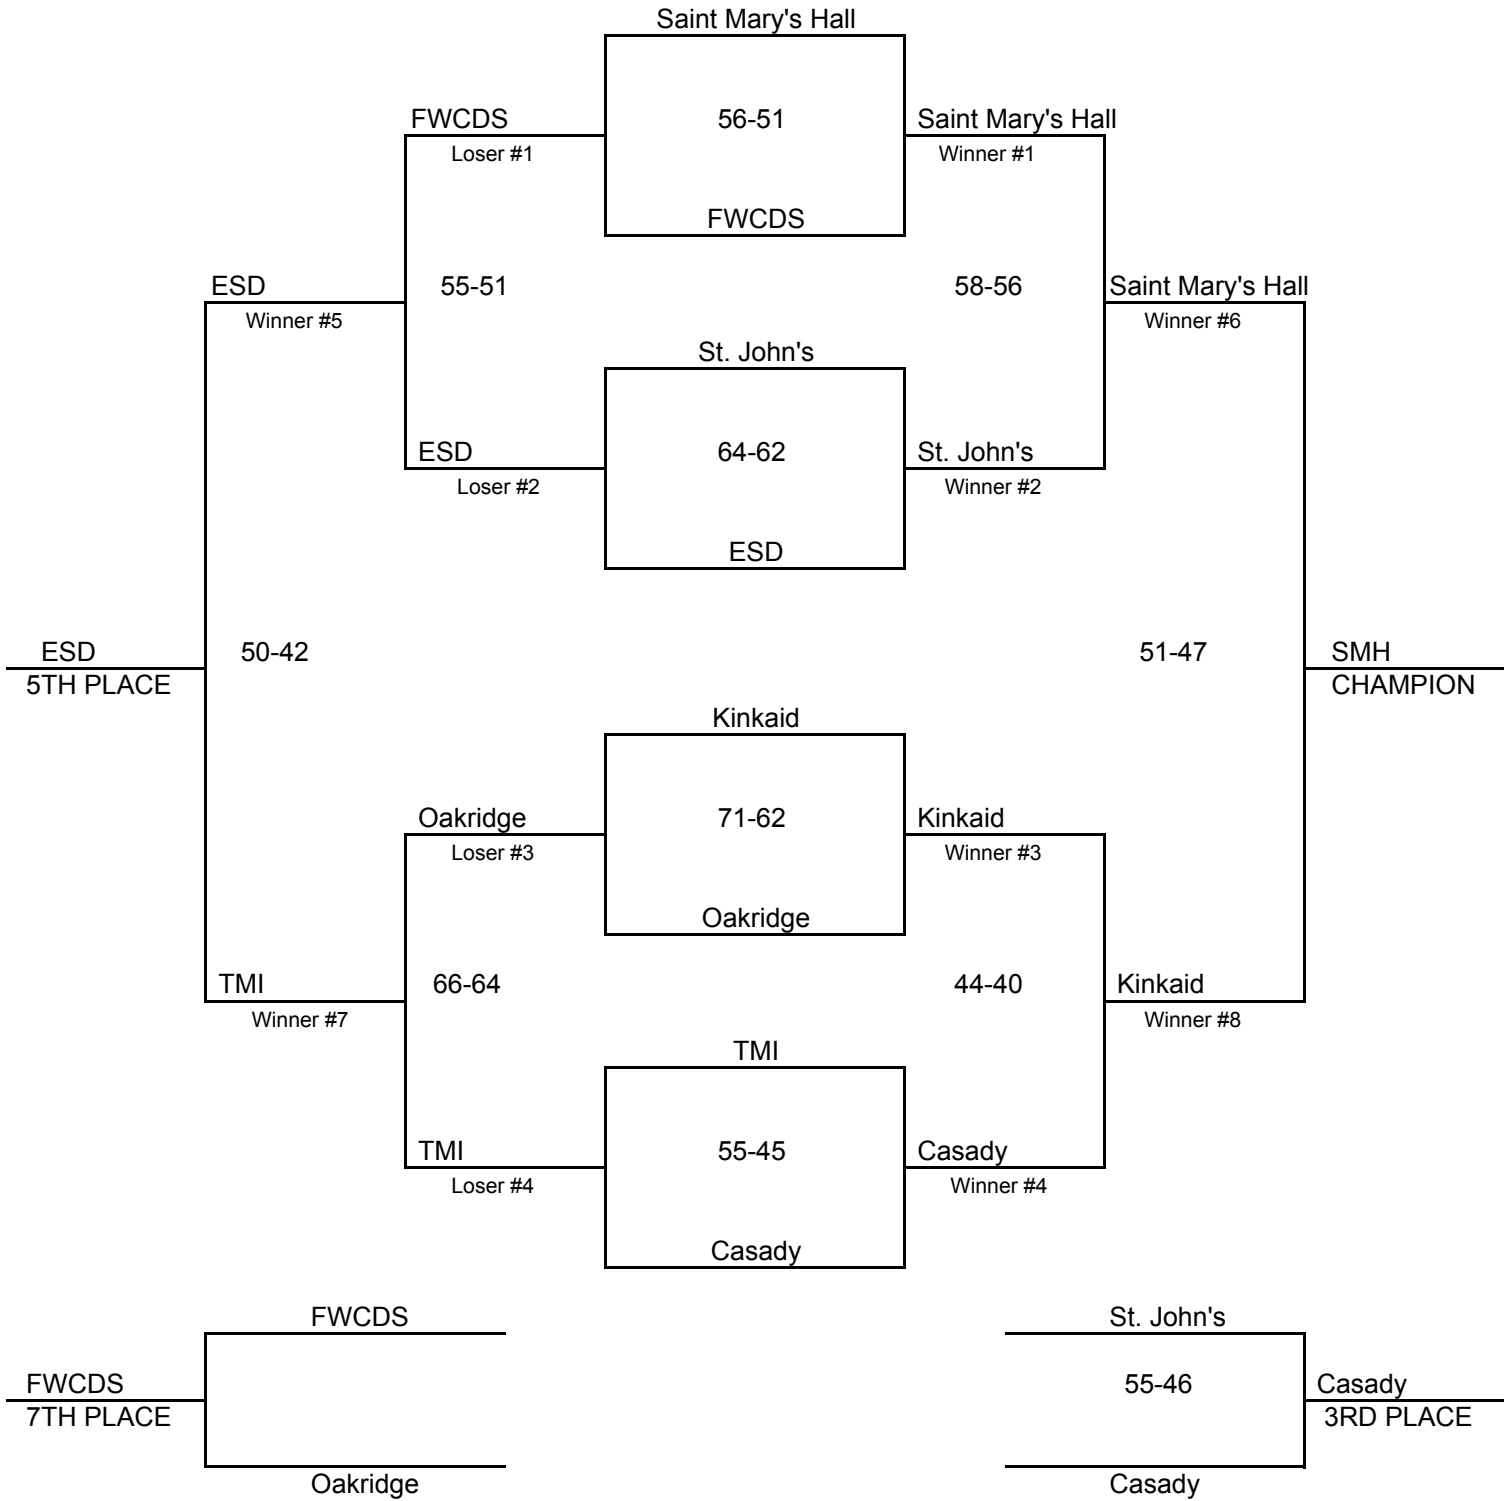 Saint Mary's Hall
FWCDS
56-51
Saint Mary's Hall
Loser #1
Winner #1
FWCDS
ESD
55-51
58-56
Saint Mary's Hall
Winner #5
Winner #6
St. John's
ESD
64-62
St. John's
Loser #2
Winner #2
ESD
ESD
50-42
51-47
SMH
5TH PLACE
CHAMPION
Kinkaid
Oakridge
71-62
Kinkaid
Loser #3
Winner #3
Oakridge
TMI
66-64
44-40
Kinkaid
Winner #7
Winner #8
TMI
TMI
55-45
Casady
Loser #4
Winner #4
Casady
FWCDS
St. John's
FWCDS
55-46
Casady
7TH PLACE
3RD PLACE
Oakridge
Casady